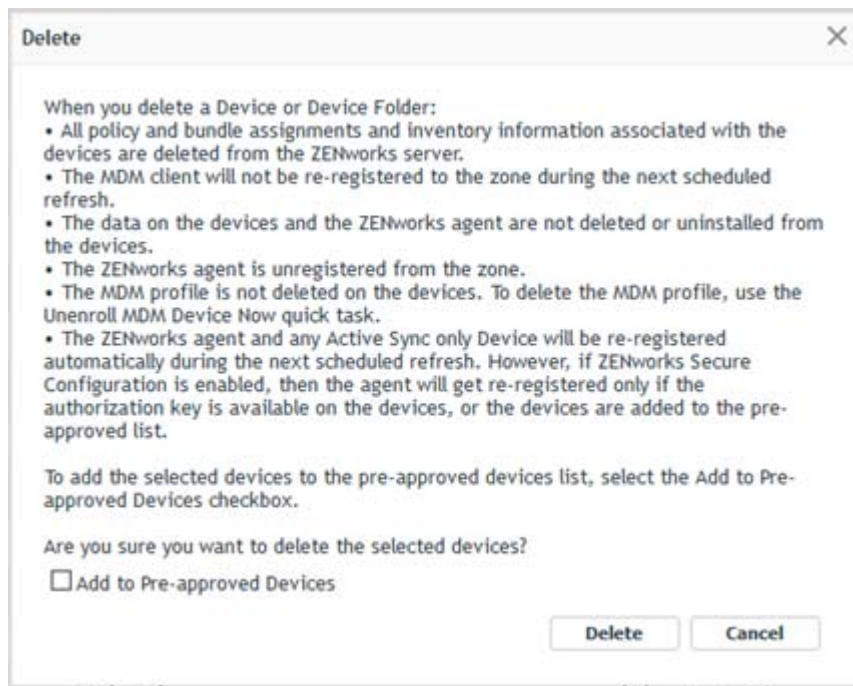 Delete
When you delete a Device or Device Folder:
• All policy and bundle assignments and inventory information associated with the
devices are deleted from the ZENworks server.
• The MDM client will not be re-registered to the zone during the next scheduled
refresh.
• The data on the devices and the ZENworks agent are not deleted or uninstalled from
the devices.
• The ZENworks agent is unregistered from the zone.
• The MDM profile is not deleted on the devices. To delete the MDM profile, use the
Unenroll MDM Device Now quick task.
• The ZENworks agent and any Active Sync only Device will be re-registered
automatically during the next scheduled refresh. However, if ZENworks Secure
Configuration is enabled, then the agent will get re-registered only if the
authorization key is available on the devices, or the devices are added to the pre-
approved list.
To add the selected devices to the pre-approved devices list, select the Add to Pre-
approved Devices checkbox.
Are you sure you want to delete the selected devices?
Add to Pre-approved Devices
Delete Cancel